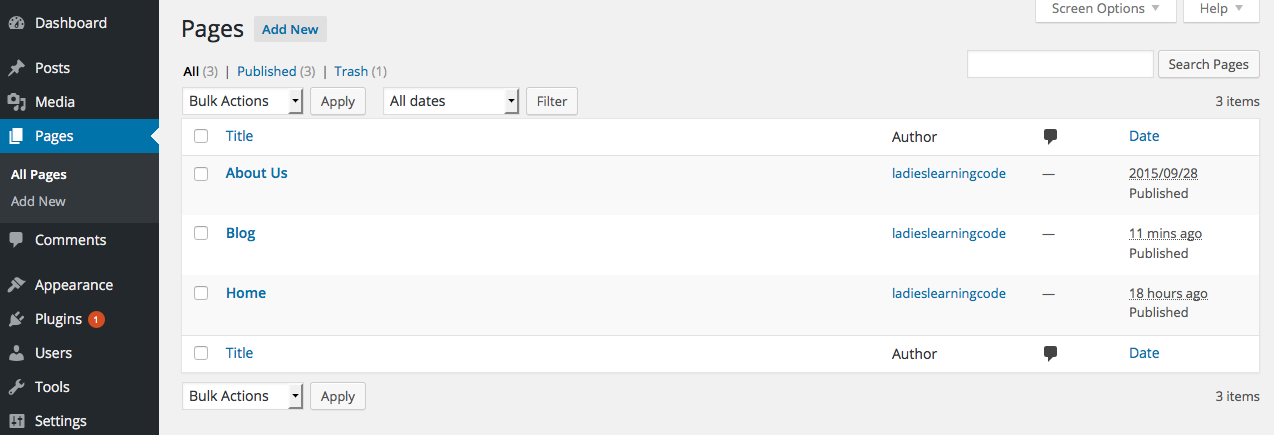 Dashboard
Posts
Media
Pages
All Pages
Add New
Comments
Appearance
Plugins 1
Users
Tools
Settings
Screen Options Help
Pages Add New
All (3) | Published (3) | Trash (1)
Search Pages
Bulk Actions Apply All dates Filter 3 items
Title Author Date
About Us ladieslearningcode — 2015/09/28
Published
Blog ladieslearningcode — 11 mins ago
Published
Home ladieslearningcode — 18 hours ago
Published
Title Author Date
Bulk Actions Apply 3 items